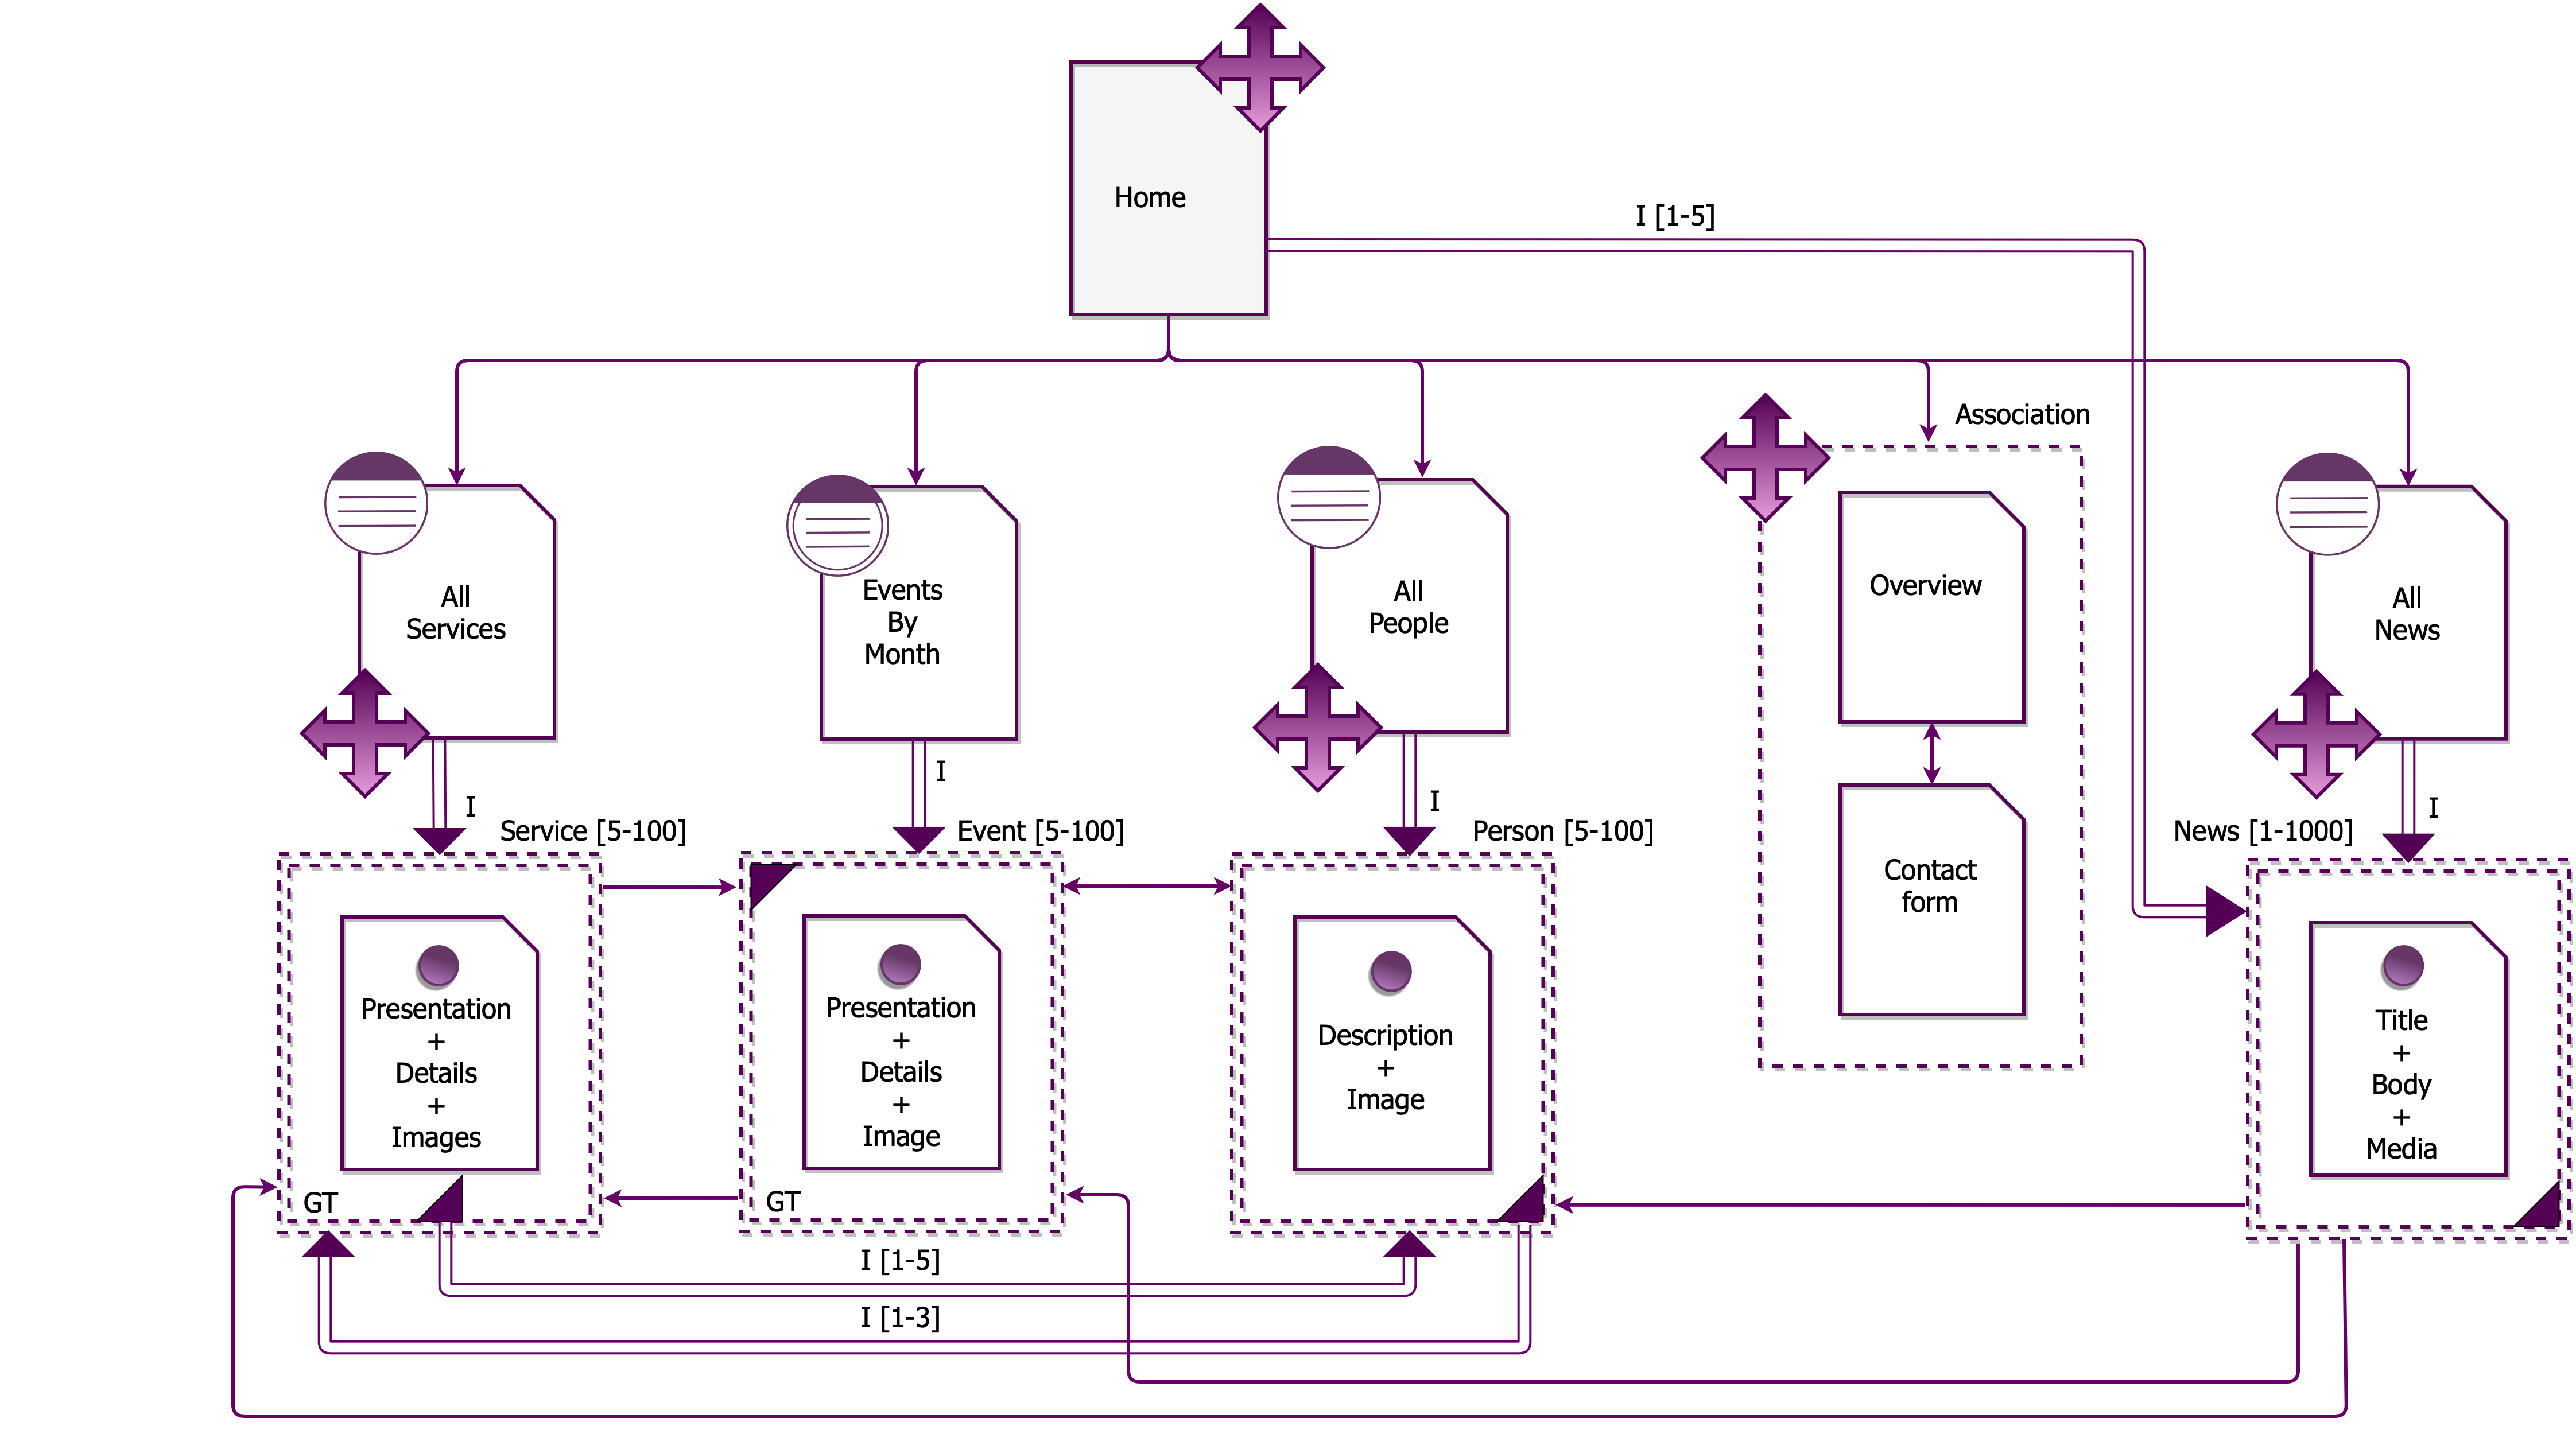 Home
I [1-5]
Association
All
Services
Events
By
Month
All
People
Overview
All
News
I
I
I
I
Service [5-100]
Event [5-100]
Person [5-100]
News [1-1000]
Contact
form
Presentation
+
Details
+
Images
GT
Presentation
+
Details
+
Image
GT
Description
+
Image
Title
+
Body
+
Media
I [1-5]
I [1-3]